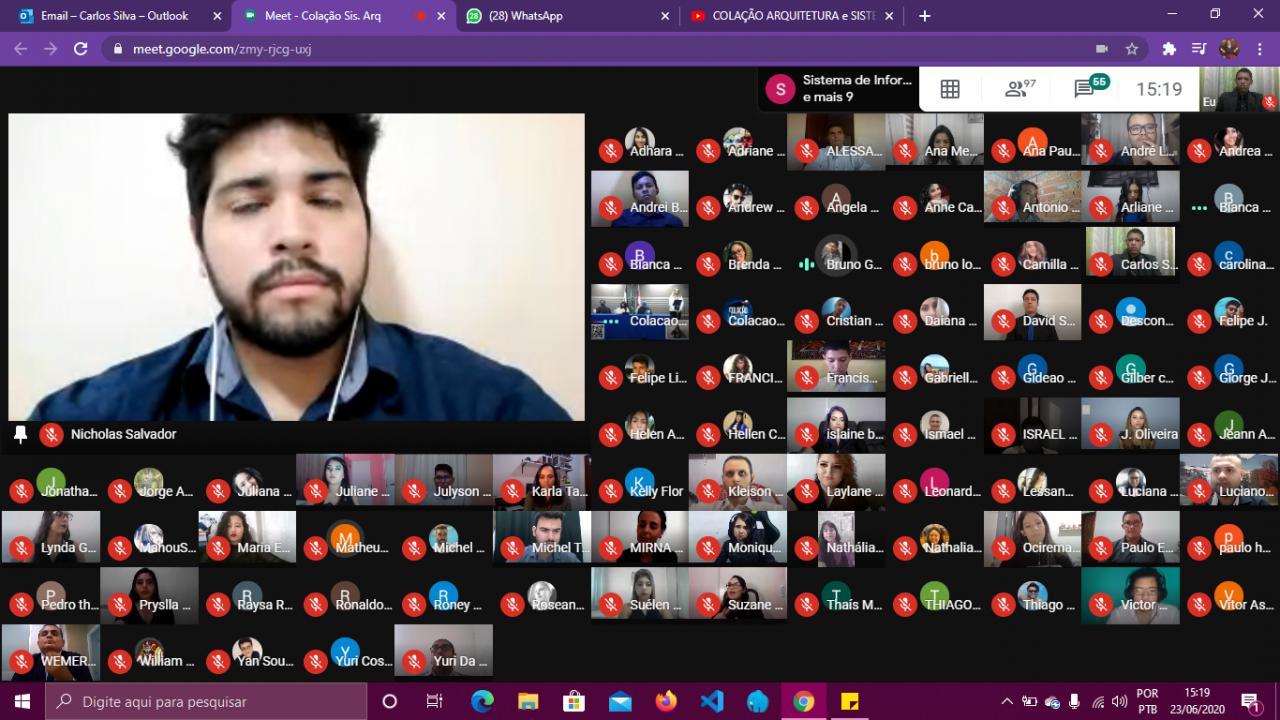 Email – Carlos Silva – Outlook
Meet - Colação Sis. Arq
(28) WhatsApp
COLAÇÃO ARQUITETURA e SISTE
meet.google.com/zmy-rjcg-uxj
S
Sistema de Infor...
e mais 9
97
55
15:19
Eu
Adhara ...
Adriane ...
ALESSA...
Ana Me...
Ana Pau...
André L...
Andrea ...
Andrei B...
Andrew ...
Angela ...
Anne Ca...
Antonio ...
Arliane ...
Bianca ...
Bianca ...
Brenda ...
Bruno G...
bruno lo...
Camilla ...
Carlos S...
carolina...
Colacao...
Colacao...
Cristian ...
Daiana ...
David S...
Descon...
Felipe J.
Felipe Li...
FRANCI...
Francis...
Gabriell...
Gideao ...
Gilber c...
Giorge J...
Nicholas Salvador
Helen A...
Hellen C...
islaine b...
Ismael ...
ISRAEL ...
J. Oliveira
Jeann A...
Jonatha...
Jorge A...
Juliana ...
Juliane ...
Julyson ...
Karla Ta...
Kelly Flor
Kleison ...
Laylane ...
Leonard...
Lessan...
Luciana ...
Luciano...
Lynda G...
ManouS...
Maria E...
Matheu...
Michel ...
Michel T...
MIRNA ...
Moniqu...
Nathália...
Nathalia...
Ocirema...
Paulo E...
paulo h...
Pedro th...
Pryslla ...
Raysa R...
Ronaldo...
Roney ...
Rosean...
Suélen ...
Suzane ...
Thaís M...
THIAGO...
Thiago ...
Victor ...
Vitor As...
WEMER...
William ...
Yan Sou...
Yuri Cos...
Yuri Da ...
Digite aqui para pesquisar
POR
PTB
15:19
23/06/2020
1